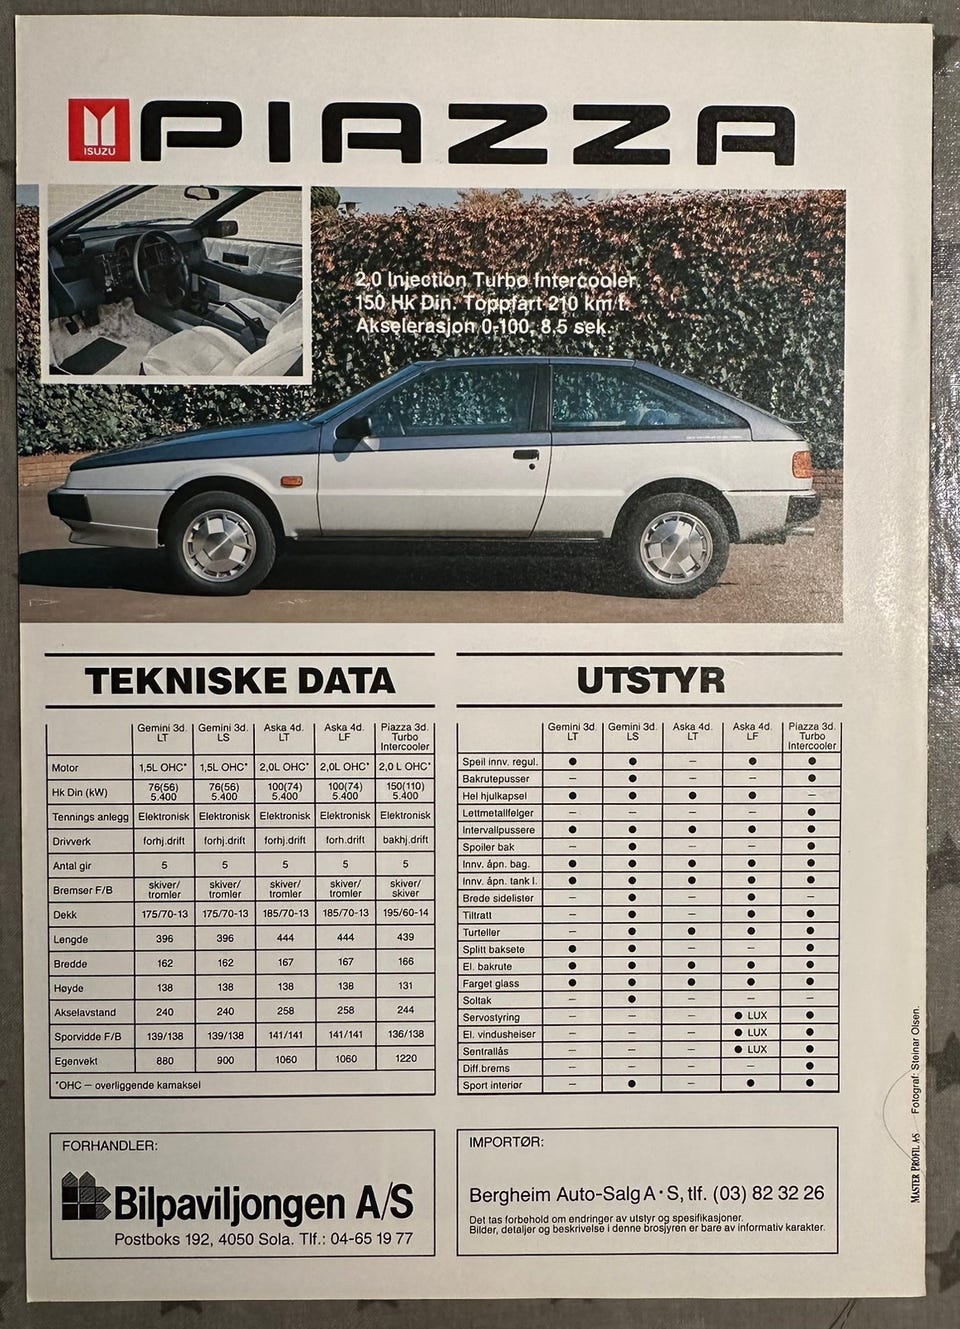 ISUZU
PIAZZA
2,0 Injection Turbo Intercooler
150 Hk Din. Toppfart 210 km/t.
Akselerasjon 0-100, 8,5 sek.
TEKNISKE DATA
Gemini 3d. LT | Gemini 3d. LS | Aska 4d. LT | Aska 4d. LF | Piazza 3d. Turbo Intercooler
Motor | 1,5L OHC* | 1,5L OHC* | 2,0L OHC* | 2,0L OHC* | 2,0 L OHC*
Hk Din (kW) | 76(56) 5.400 | 76(56) 5.400 | 100(74) 5.400 | 100(74) 5.400 | 150(110) 5.400
Tennings anlegg | Elektronisk | Elektronisk | Elektronisk | Elektronisk | Elektronisk
Drivverk | forhj.drift | forhj.drift | forhj.drift | forh.drift | bakhj.drift
Antal gir | 5 | 5 | 5 | 5 | 5
Bremser F/B | skiver/ tromler | skiver/ tromler | skiver/ tromler | skiver/ tromler | skiver/ skiver
Dekk | 175/70-13 | 175/70-13 | 185/70-13 | 185/70-13 | 195/60-14
Lengde | 396 | 396 | 444 | 444 | 439
Bredde | 162 | 162 | 167 | 167 | 166
Høyde | 138 | 138 | 138 | 138 | 131
Akselavstand | 240 | 240 | 258 | 258 | 244
Sporvidde F/B | 139/138 | 139/138 | 141/141 | 141/141 | 136/138
Egenvekt | 880 | 900 | 1060 | 1060 | 1220
*OHC – overliggende kamaksel
UTSTYR
Gemini 3d. LT | Gemini 3d. LS | Aska 4d. LT | Aska 4d. LF | Piazza 3d. Turbo Intercooler
Speil innv. regul. | ● | ● | – | ● | ●
Bakrutepusser | – | ● | – | – | ●
Hel hjulkapsel | ● | ● | ● | ● | –
Lettmetallfelger | – | – | – | – | ●
Intervallpussere | ● | ● | ● | ● | ●
Spoiler bak | – | ● | – | – | ●
Innv. åpn. bag. | ● | ● | ● | ● | ●
Innv. åpn. tank l. | ● | ● | ● | ● | ●
Brede sidelister | – | ● | – | ● | –
Tiltratt | – | ● | – | ● | ●
Turteller | – | ● | ● | ● | ●
Splitt baksete | ● | ● | – | – | ●
El. bakrute | ● | ● | ● | ● | ●
Farget glass | ● | ● | ● | ● | ●
Soltak | – | ● | – | – | –
Servostyring | – | – | – | ● LUX | ●
El. vindusheiser | – | – | – | ● LUX | ●
Sentrallås | – | – | – | ● LUX | ●
Diff.brems | – | – | – | – | ●
Sport interiør | – | ● | – | ● | ●
FORHANDLER:
Bilpaviljongen A/S
Postboks 192, 4050 Sola. Tlf.: 04-65 19 77
IMPORTØR:
Bergheim Auto-Salg A·S, tlf. (03) 82 32 26
Det tas forbehold om endringer av utstyr og spesifikasjoner.
Bilder, detaljer og beskrivelse i denne brosjyren er bare av informativ karakter.
MASTER PROFIL A/S Fotograf: Steinar Olsen.